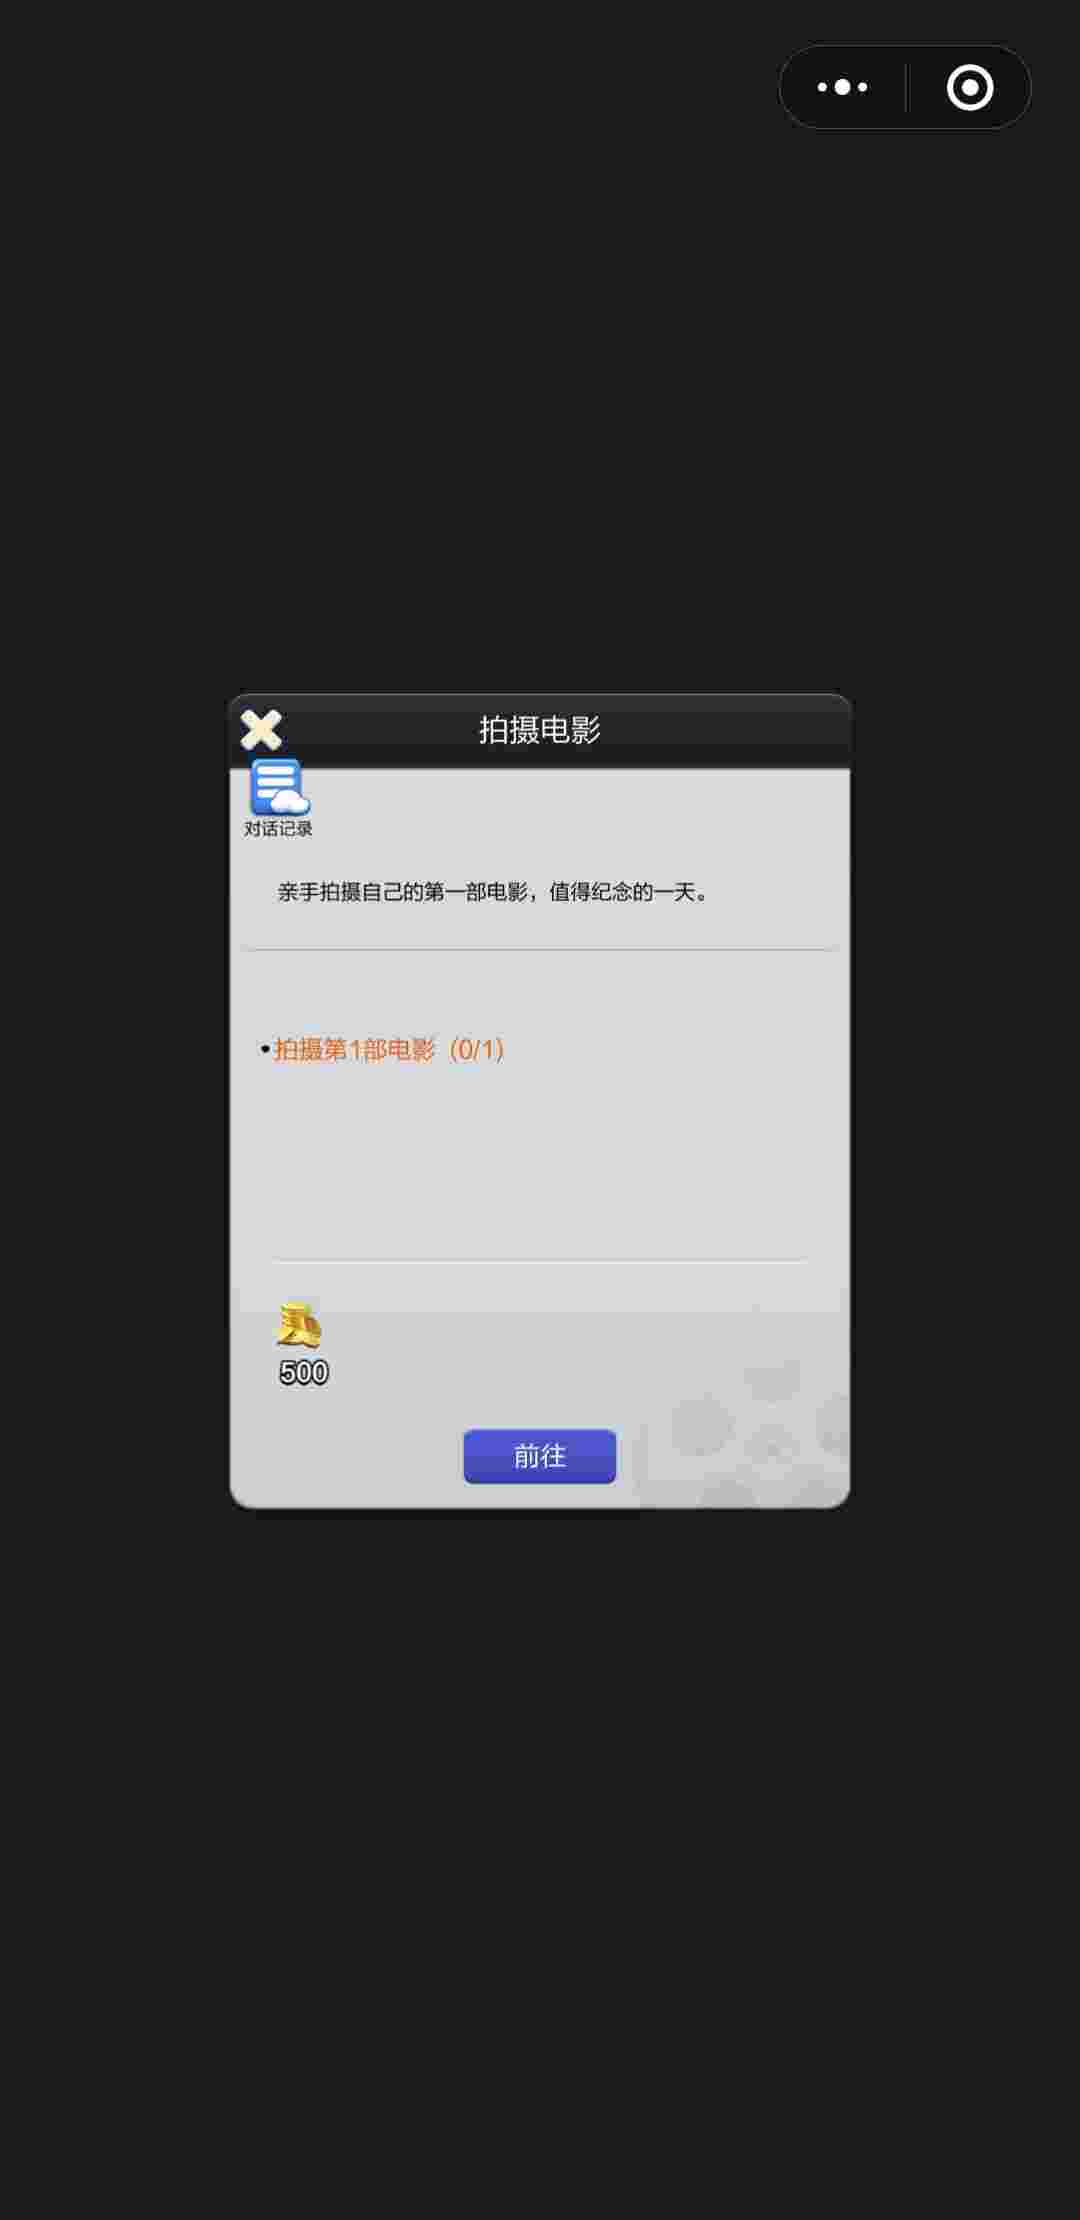 拍摄电影
对话记录
亲手拍摄自己的第一部电影，值得纪念的一天。
•拍摄第1部电影 (0/1)
500
前往